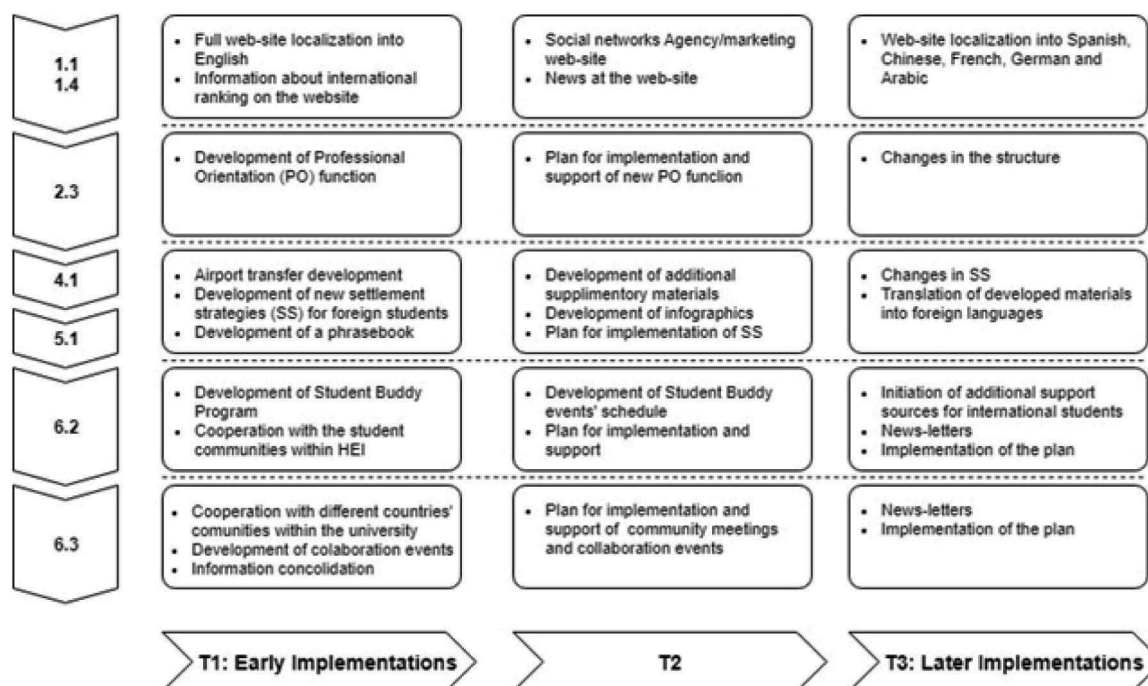 1.1
1.4
• Full web-site localization into
English
• Information about international
ranking on the website
• Social networks Agency/marketing
web-site
• News at the web-site
• Web-site localization into Spanish,
Chinese, French, German and
Arabic
2.3
• Development of Professional
Orientation (PO) function
• Plan for implementation and
support of new PO function
• Changes in the structure
4.1
5.1
• Airport transfer development
• Development of new settlement
strategies (SS) for foreign students
• Development of a phrasebook
• Development of additional
supplimentory materials
• Development of infographics
• Plan for implementation of SS
• Changes in SS
• Translation of developed materials
into foreign languages
6.2
• Development of Student Buddy
Program
• Cooperation with the student
communities within HEI
• Development of Student Buddy
events' schedule
• Plan for implementation and
support
• Initiation of additional support
sources for international students
• News-letters
• Implementation of the plan
6.3
• Cooperation with different countries'
comunities within the university
• Development of colaboration events
• Information concolidation
• Plan for implementation and
support of community meetings
and collaboration events
• News-letters
• Implementation of the plan
T1: Early Implementations
T2
T3: Later Implementations